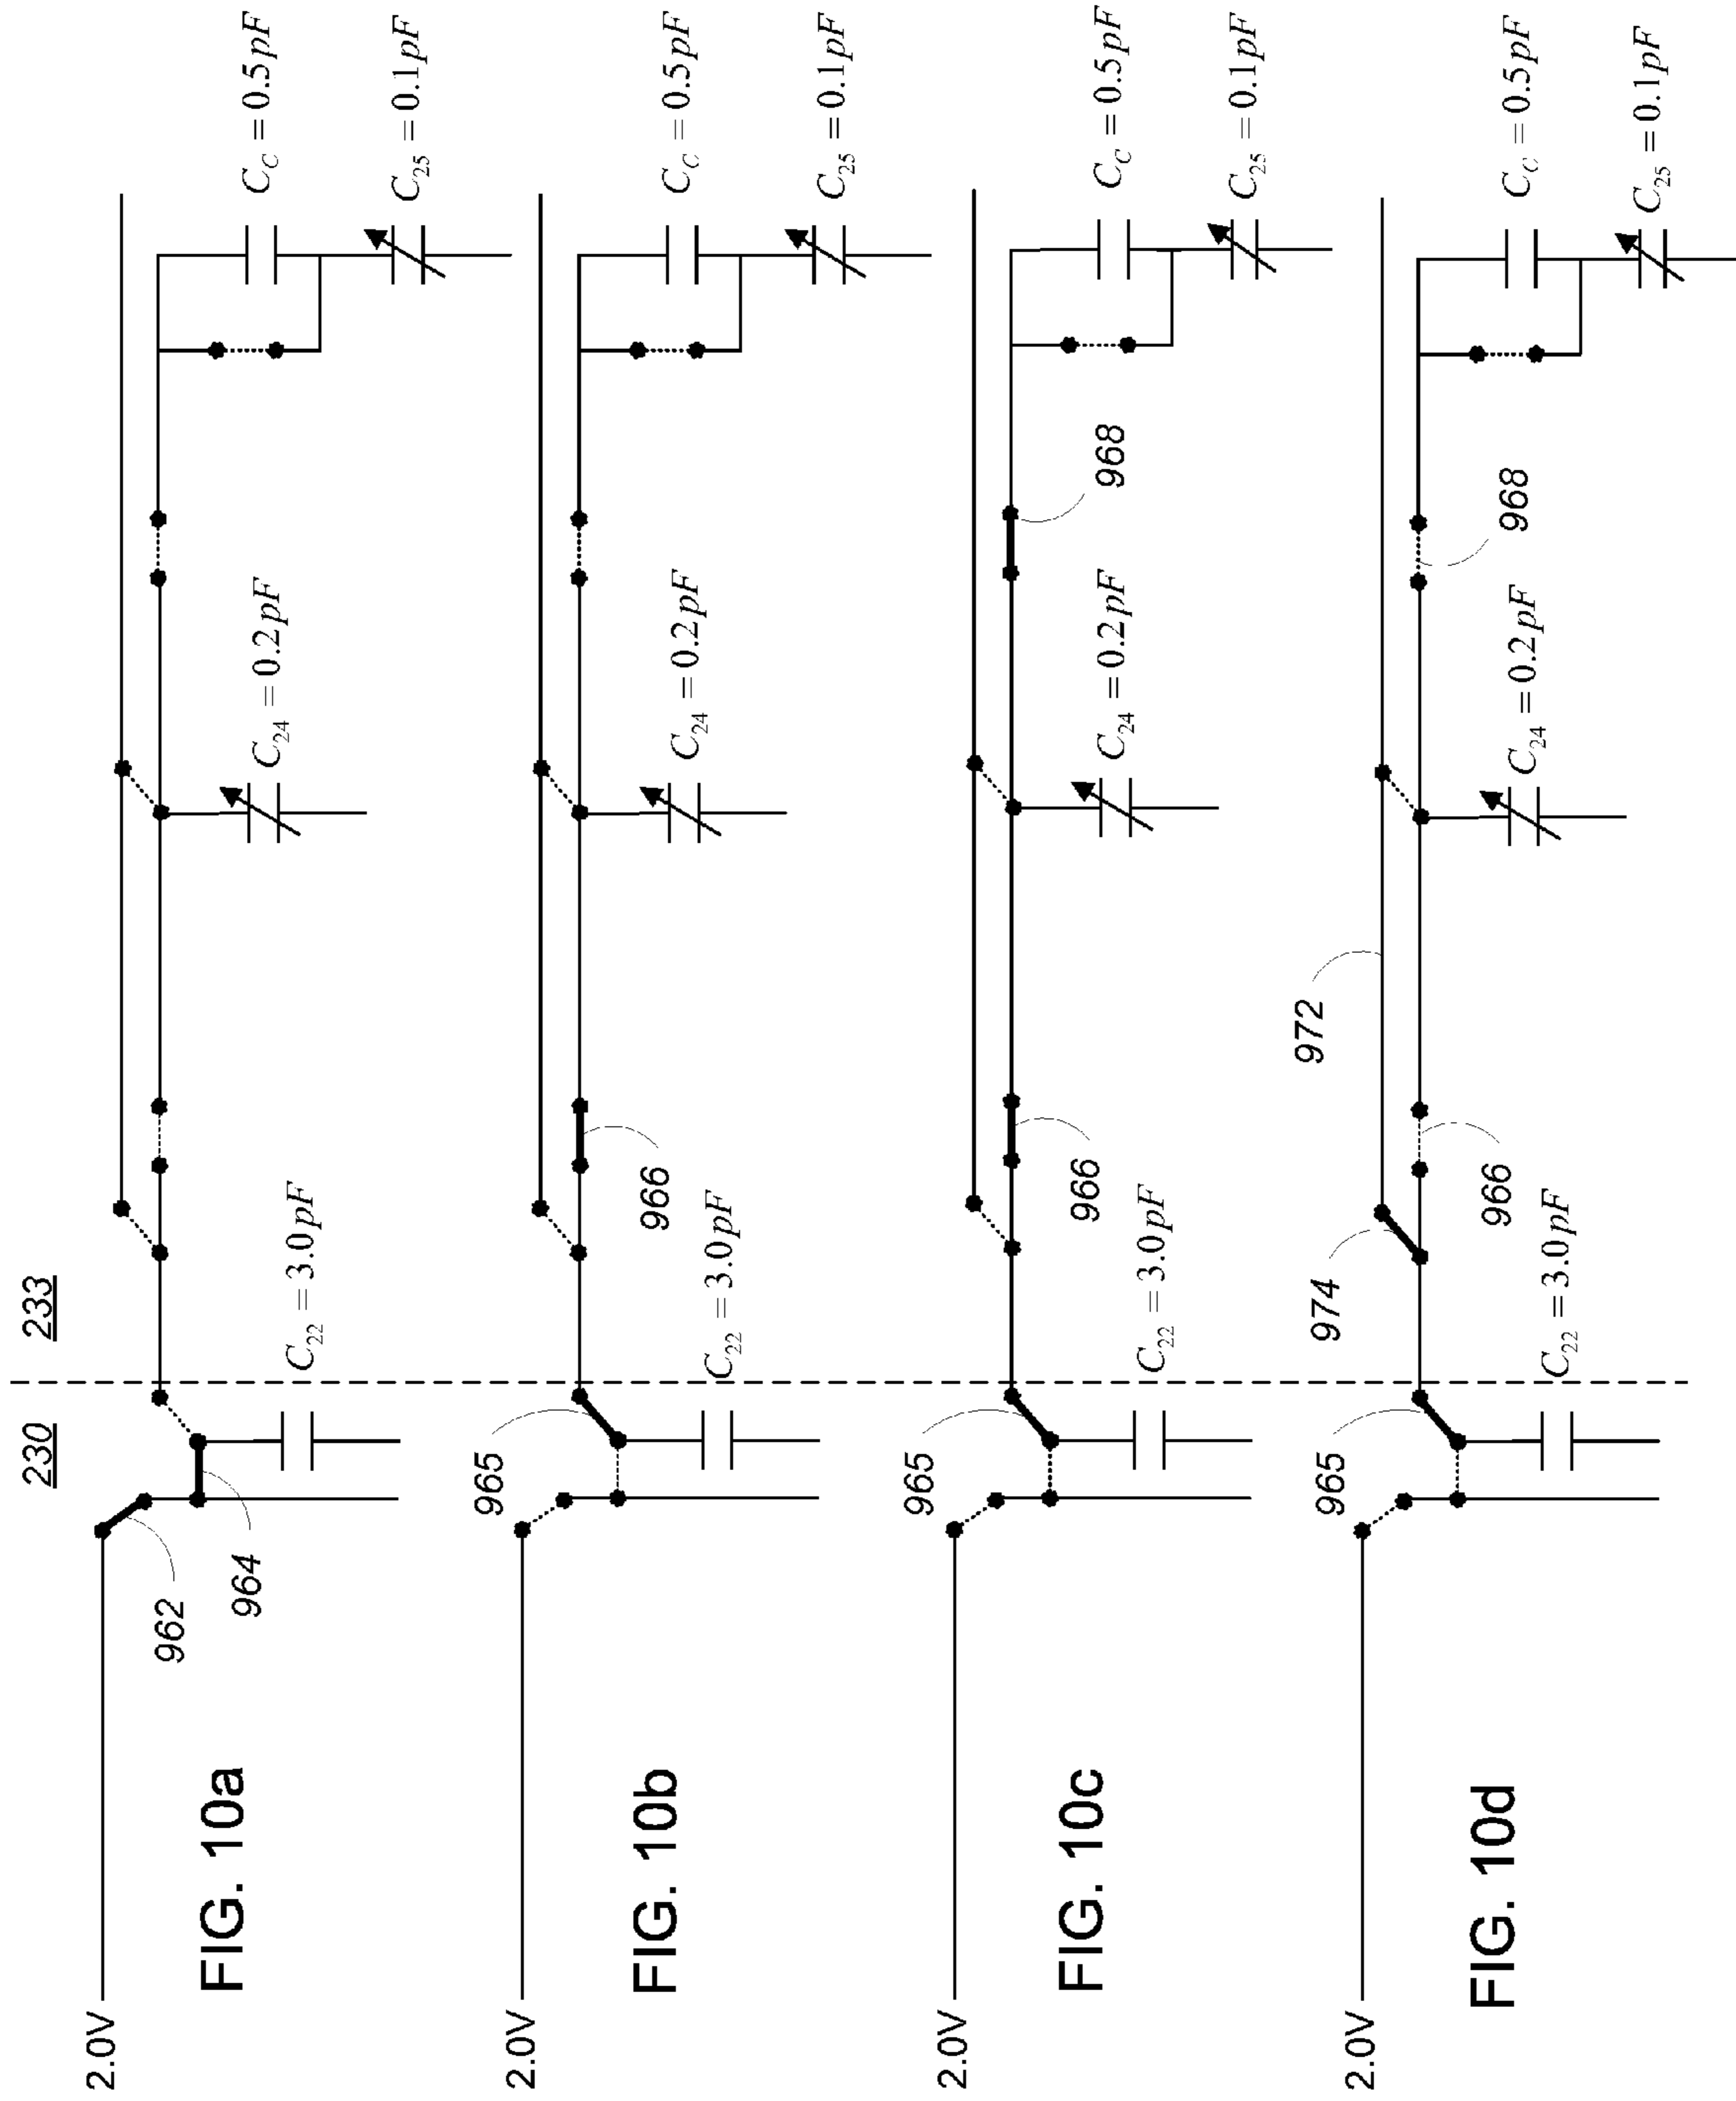 230
233
2.0V
962
964
C22 = 3.0pF
C24 = 0.2pF
CC = 0.5pF
C25 = 0.1pF
FIG. 10a
2.0V
965
966
C22 = 3.0pF
C24 = 0.2pF
CC = 0.5pF
C25 = 0.1pF
FIG. 10b
2.0V
965
966
968
C22 = 3.0pF
C24 = 0.2pF
CC = 0.5pF
C25 = 0.1pF
FIG. 10c
2.0V
972
974
965
966
968
C22 = 3.0pF
C24 = 0.2pF
CC = 0.5pF
C25 = 0.1pF
FIG. 10d